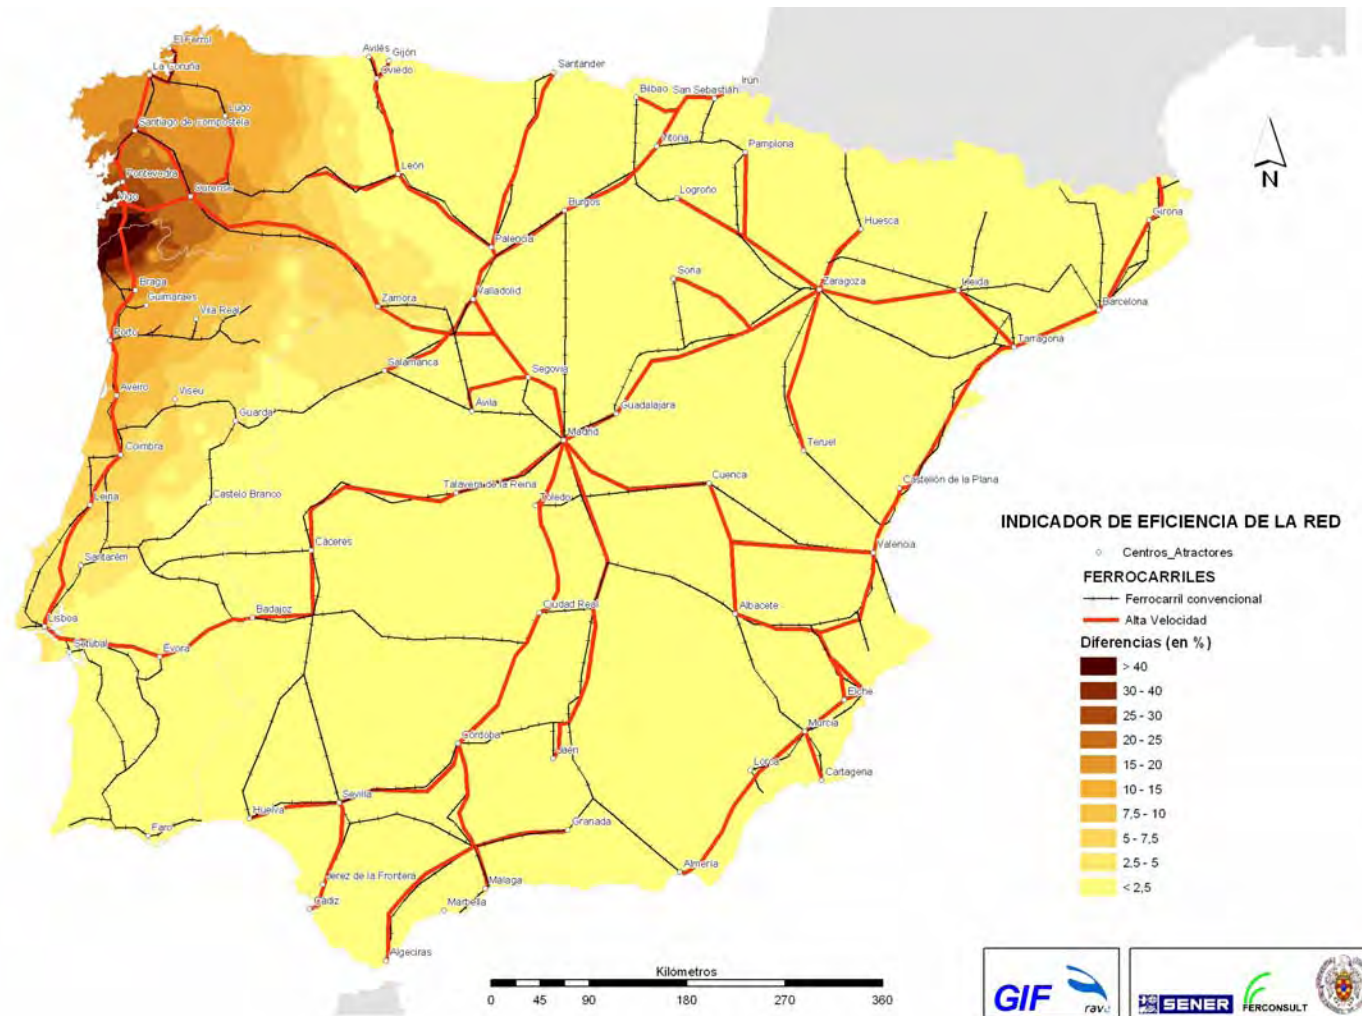 El Ferrol
La Coruña
Lugo
Santiago de Compostela
Pontevedra
Vigo
Ourense
Avilés
Gijón
Oviedo
Santander
Bilbao
San Sebastián
Irún
Vitoria
Pamplona
León
Logroño
Burgos
Huesca
Girona
Palencia
Braga
Guimaraes
Vila Real
Porto
Zamora
Valladolid
Soria
Zaragoza
Lleida
Barcelona
Tarragona
Salamanca
Segovia
Ávila
Guadalajara
Aveiro
Viseu
Guarda
Coimbra
Madrid
Teruel
Leiria
Castelo Branco
Talavera de la Reina
Toledo
Cuenca
Castellón de la Plana
Santarém
Cáceres
Valencia
Lisboa
Setúbal
Évora
Badajoz
Ciudad Real
Albacete
Elche
Murcia
Córdoba
Jaén
Lorca
Cartagena
Huelva
Sevilla
Faro
Granada
Almería
Jerez de la Frontera
Cádiz
Málaga
Marbella
Algeciras
N
INDICADOR DE EFICIENCIA DE LA RED
Centros_Atractores
FERROCARRILES
Ferrocarril convencional
Alta Velocidad
Diferencias (en %)
> 40
30 - 40
25 - 30
20 - 25
15 - 20
10 - 15
7,5 - 10
5 - 7,5
2,5 - 5
< 2,5
Kilómetros
0 45 90 180 270 360
GIF
rave
SENER
FERCONSULT